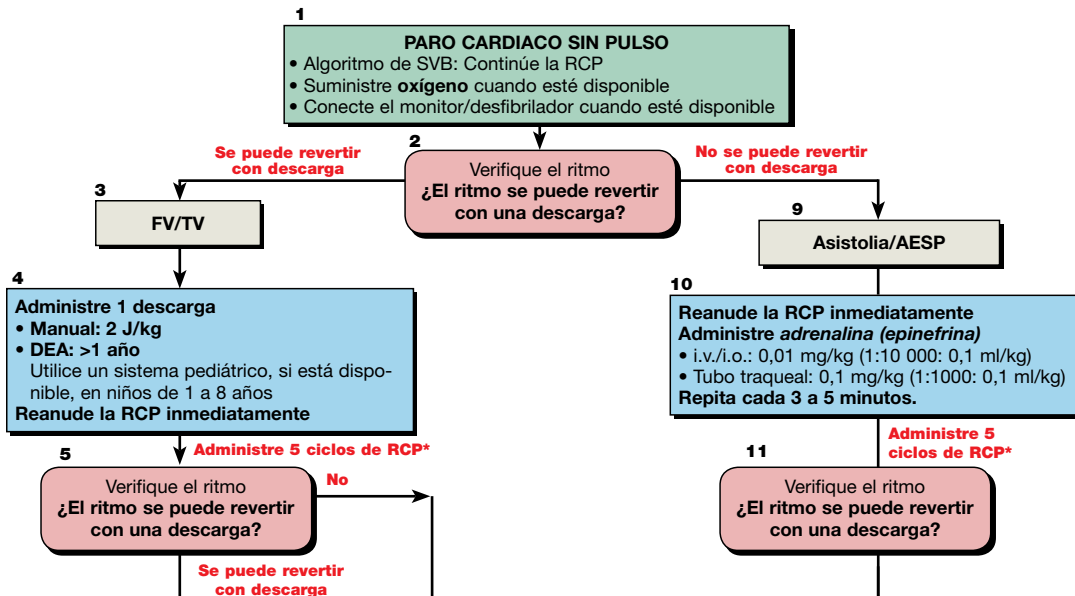 1
PARO CARDIACO SIN PULSO
• Algoritmo de SVB: Continúe la RCP
• Suministre oxígeno cuando esté disponible
• Conecte el monitor/desfibrilador cuando esté disponible
2
Verifique el ritmo
¿El ritmo se puede revertir
con una descarga?
Se puede revertir
con descarga
No se puede revertir
con descarga
3
FV/TV
4
Administre 1 descarga
• Manual: 2 J/kg
• DEA: >1 año
Utilice un sistema pediátrico, si está dispo-
nible, en niños de 1 a 8 años
Reanude la RCP inmediatamente
Administre 5 ciclos de RCP*
5
Verifique el ritmo
¿El ritmo se puede revertir
con una descarga?
No
Se puede revertir
con descarga
9
Asistolia/AESP
10
Reanude la RCP inmediatamente
Administre adrenalina (epinefrina)
• i.v./i.o.: 0,01 mg/kg (1:10 000: 0,1 ml/kg)
• Tubo traqueal: 0,1 mg/kg (1:1000: 0,1 ml/kg)
Repita cada 3 a 5 minutos.
Administre 5
ciclos de RCP*
11
Verifique el ritmo
¿El ritmo se puede revertir
con una descarga?